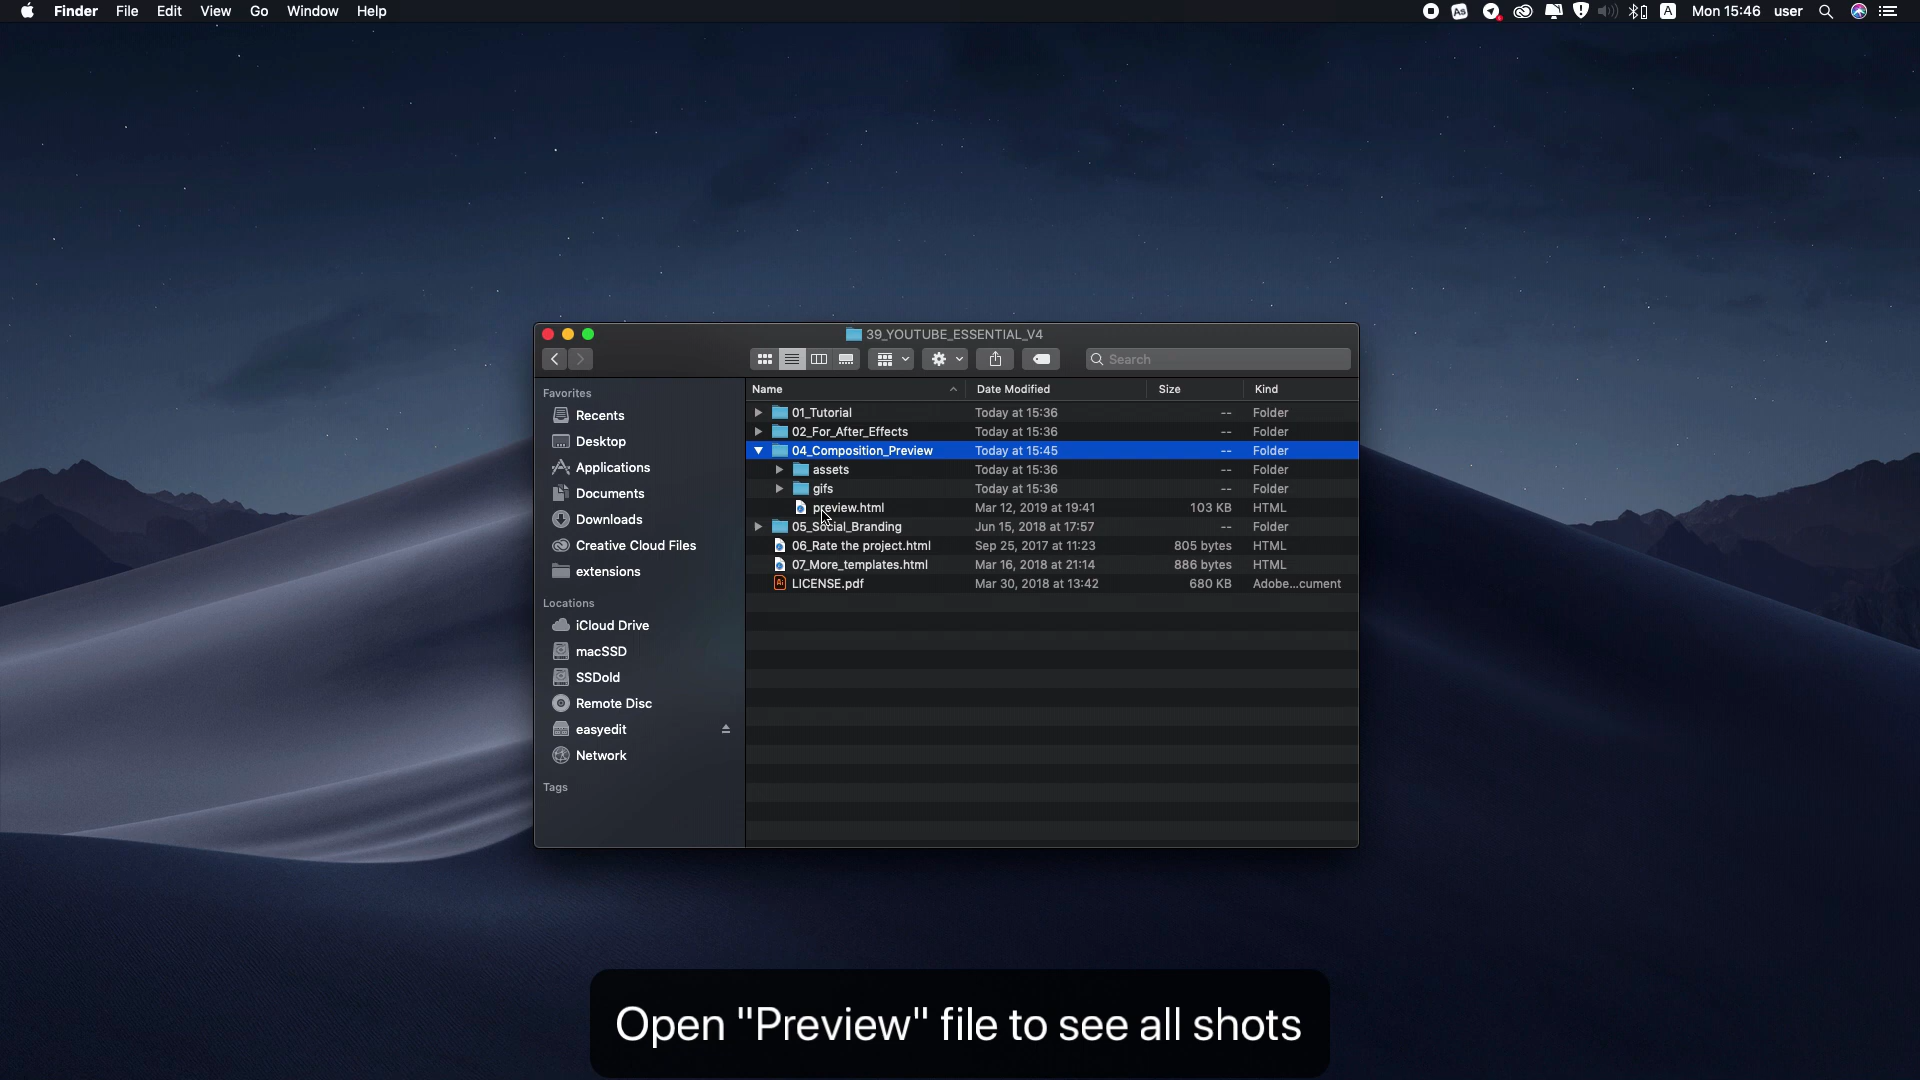 Finder File Edit View Go Window Help
As A Mon 15:46 user
39_YOUTUBE_ESSENTIAL_V4
Search
Favorites
Recents
Desktop
Applications
Documents
Downloads
Creative Cloud Files
extensions
Locations
iCloud Drive
macSSD
SSDold
Remote Disc
easyedit
Network
Tags
Name Date Modified Size Kind
01_Tutorial Today at 15:36 -- Folder
02_For_After_Effects Today at 15:36 -- Folder
04_Composition_Preview Today at 15:45 -- Folder
assets Today at 15:36 -- Folder
gifs Today at 15:36 -- Folder
preview.html Mar 12, 2019 at 19:41 103 KB HTML
05_Social_Branding Jun 15, 2018 at 17:57 -- Folder
06_Rate the project.html Sep 25, 2017 at 11:23 805 bytes HTML
07_More_templates.html Mar 16, 2018 at 21:14 886 bytes HTML
Ai LICENSE.pdf Mar 30, 2018 at 13:42 680 KB Adobe...cument
Open "Preview" file to see all shots